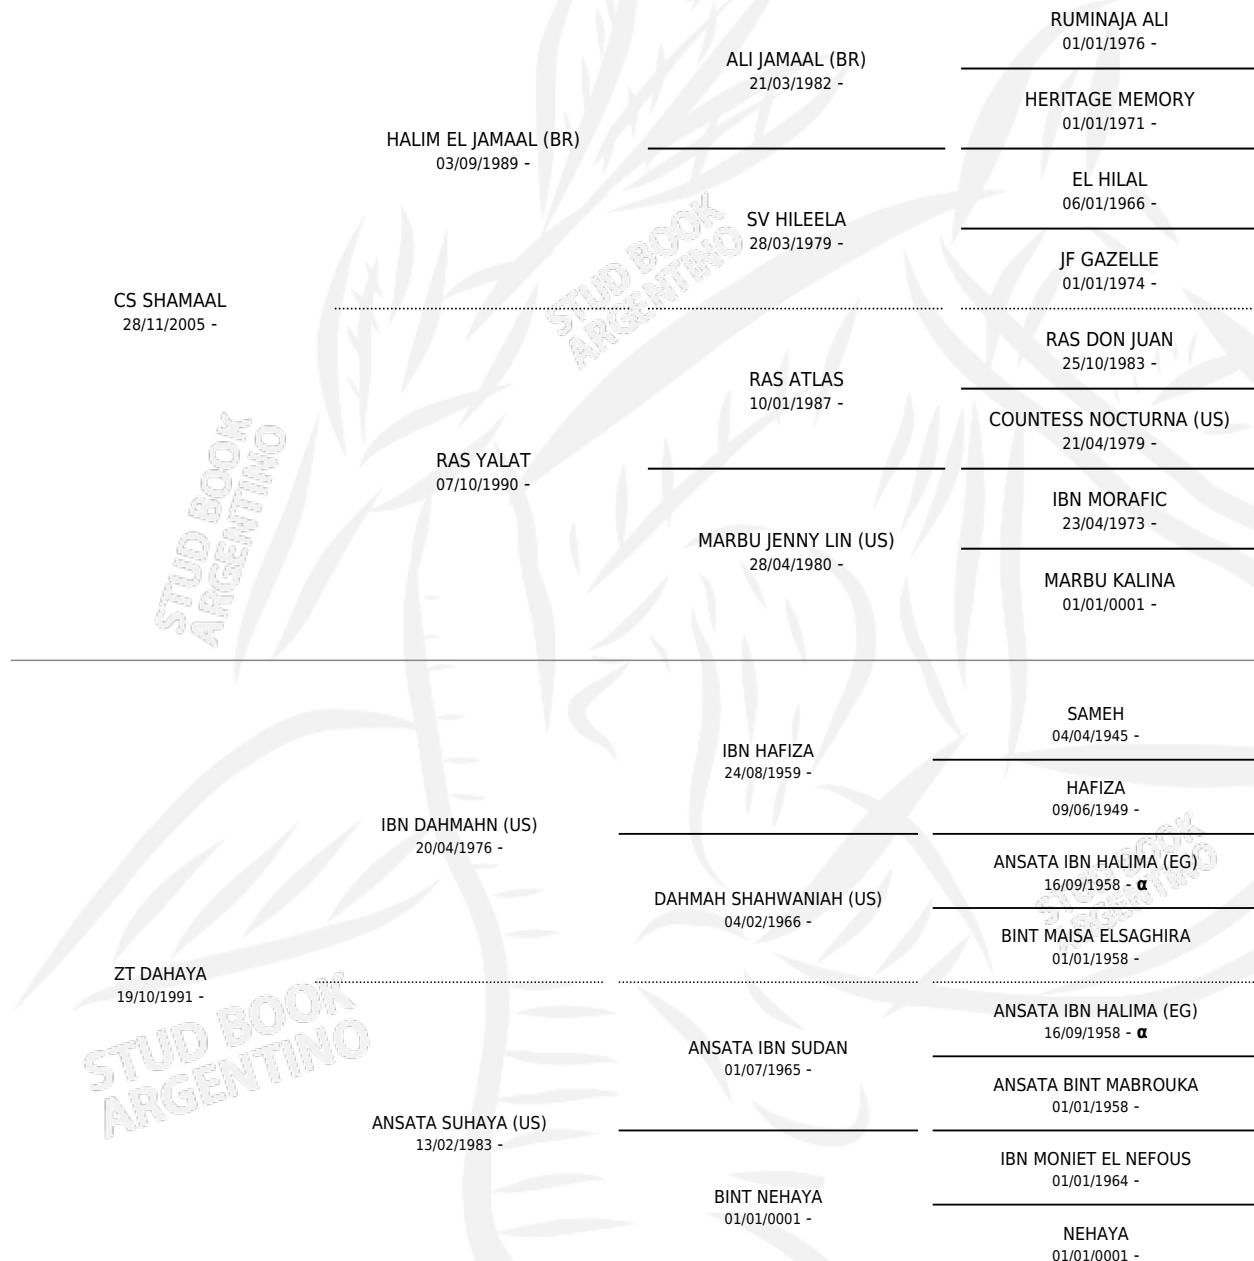 RUMINAJA ALI
01/01/1976 -
ALI JAMAAL (BR)
21/03/1982 -
HERITAGE MEMORY
01/01/1971 -
HALIM EL JAMAAL (BR)
03/09/1989 -
EL HILAL
06/01/1966 -
SV HILEELA
28/03/1979 -
JF GAZELLE
01/01/1974 -
CS SHAMAAL
28/11/2005 -
RAS DON JUAN
25/10/1983 -
RAS ATLAS
10/01/1987 -
COUNTESS NOCTURNA (US)
21/04/1979 -
RAS YALAT
07/10/1990 -
IBN MORAFIC
23/04/1973 -
MARBU JENNY LIN (US)
28/04/1980 -
MARBU KALINA
01/01/0001 -
SAMEH
04/04/1945 -
IBN HAFIZA
24/08/1959 -
HAFIZA
09/06/1949 -
IBN DAHMAHN (US)
20/04/1976 -
ANSATA IBN HALIMA (EG)
16/09/1958 - α
DAHMAH SHAHWANIAH (US)
04/02/1966 -
BINT MAISA ELSAGHIRA
01/01/1958 -
ZT DAHAYA
19/10/1991 -
ANSATA IBN HALIMA (EG)
16/09/1958 - α
ANSATA IBN SUDAN
01/07/1965 -
ANSATA BINT MABROUKA
01/01/1958 -
ANSATA SUHAYA (US)
13/02/1983 -
IBN MONIET EL NEFOUS
01/01/1964 -
BINT NEHAYA
01/01/0001 -
NEHAYA
01/01/0001 -
STUD BOOK
ARGENTINO
STUD BOOK
ARGENTINO
STUD BOOK
ARGENTINO
STUD BOOK
ARGENTINO